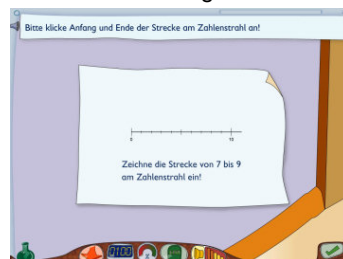 Bitte klicke Anfang und Ende der Strecke am Zahlenstrahl an!
0 10
Zeichne die Strecke von 7 bis 9
am Zahlenstrahl ein!